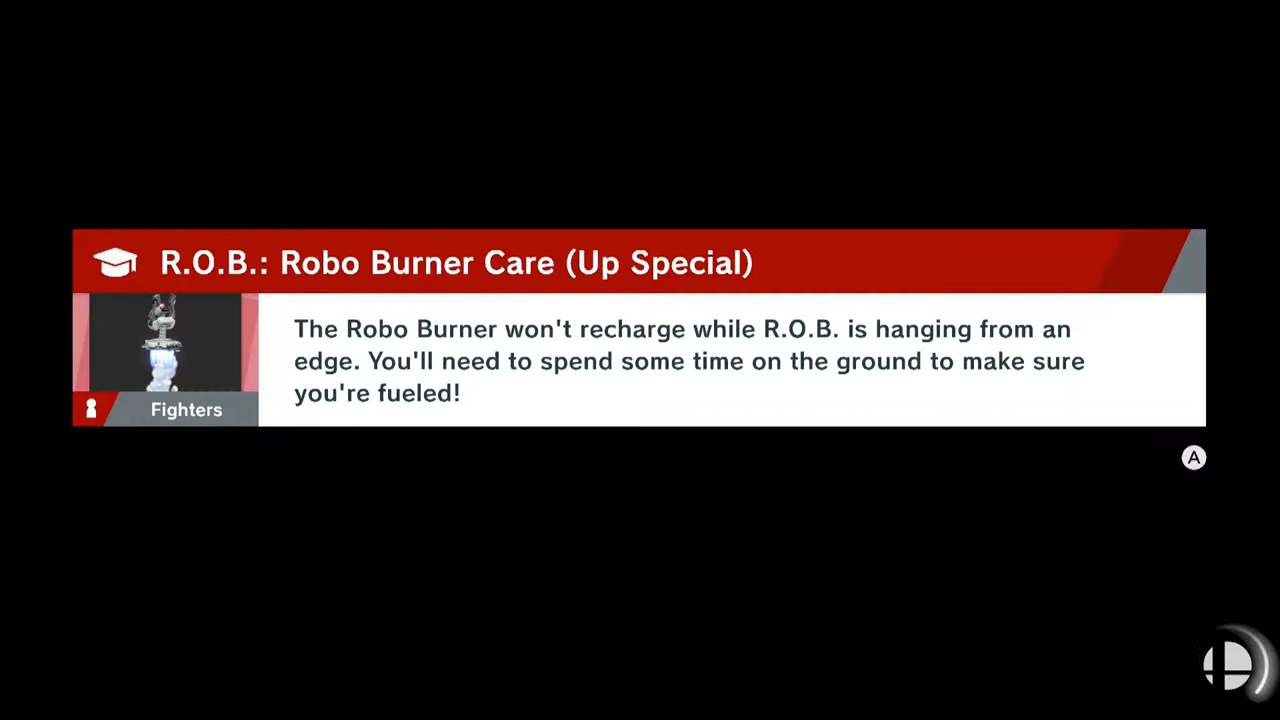 R.O.B.: Robo Burner Care (Up Special)
The Robo Burner won't recharge while R.O.B. is hanging from an
edge. You'll need to spend some time on the ground to make sure
you're fueled!
Fighters
A